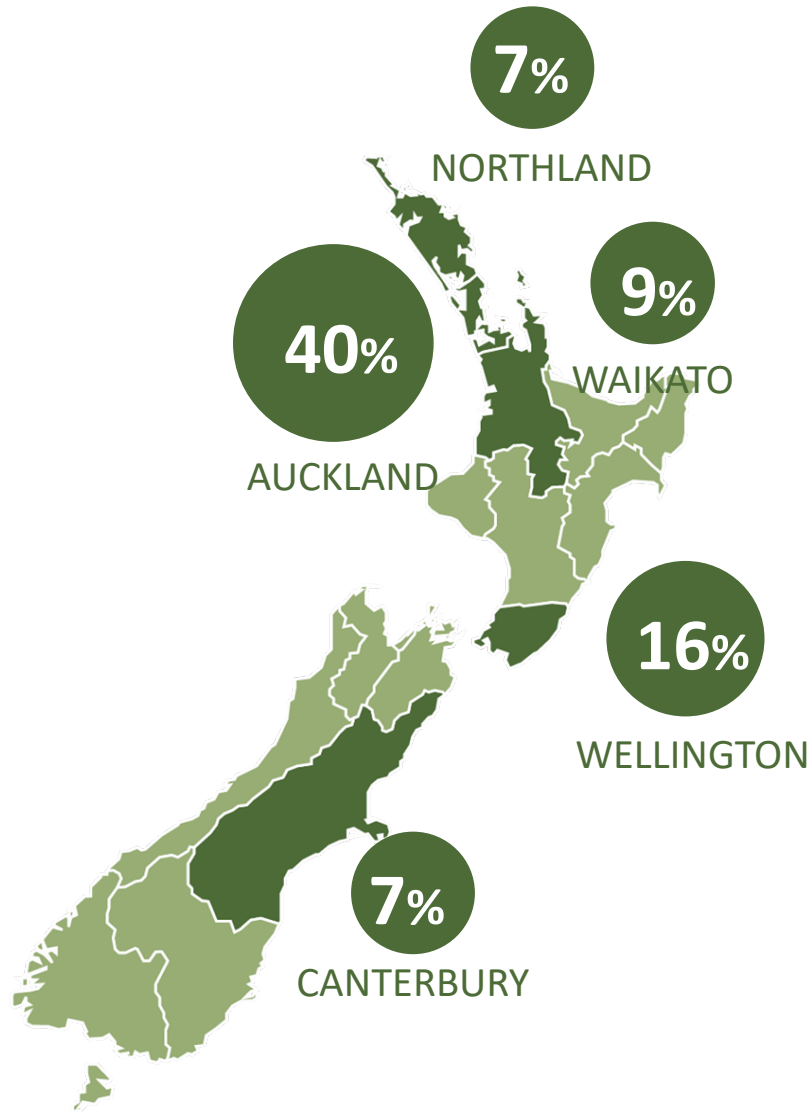 7%
NORTHLAND
9%
WAIKATO
40%
AUCKLAND
16%
WELLINGTON
7%
CANTERBURY